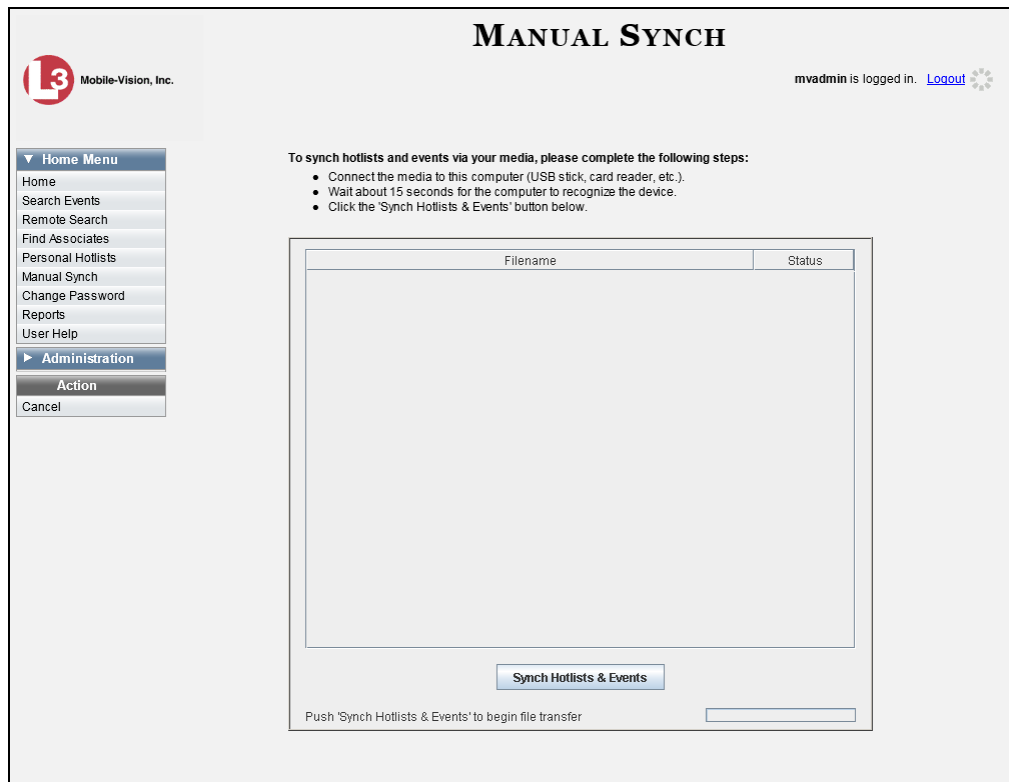 MANUAL SYNCH
L3 Mobile-Vision, Inc.
mvadmin is logged in. Logout
Home Menu
Home
Search Events
Remote Search
Find Associates
Personal Hotlists
Manual Synch
Change Password
Reports
User Help
Administration
Action
Cancel
To synch hotlists and events via your media, please complete the following steps:
● Connect the media to this computer (USB stick, card reader, etc.).
● Wait about 15 seconds for the computer to recognize the device.
● Click the 'Synch Hotlists & Events' button below.
Filename Status
Synch Hotlists & Events
Push 'Synch Hotlists & Events' to begin file transfer